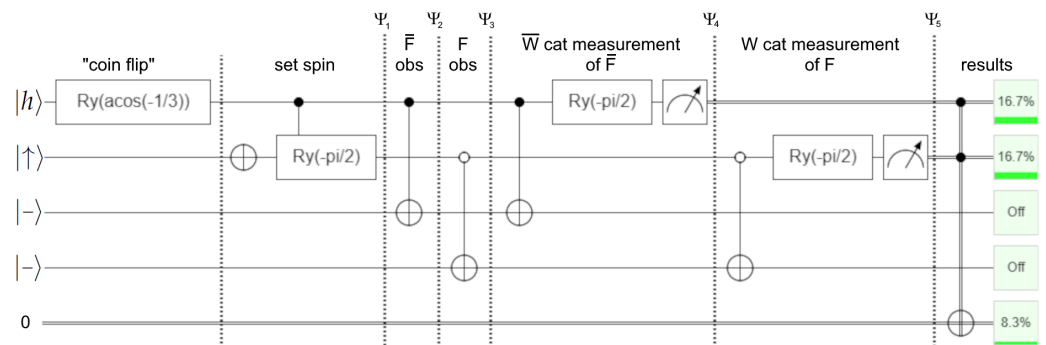 Ψ1 Ψ2 Ψ3 Ψ4 Ψ5
"coin flip" set spin F̅ obs F obs W̅ cat measurement of F̅ W cat measurement of F results
|h⟩ Ry(acos(-1/3)) Ry(-pi/2) 16.7%
|↑⟩ Ry(-pi/2) Ry(-pi/2) 16.7%
|−⟩ Off
|−⟩ Off
0 8.3%